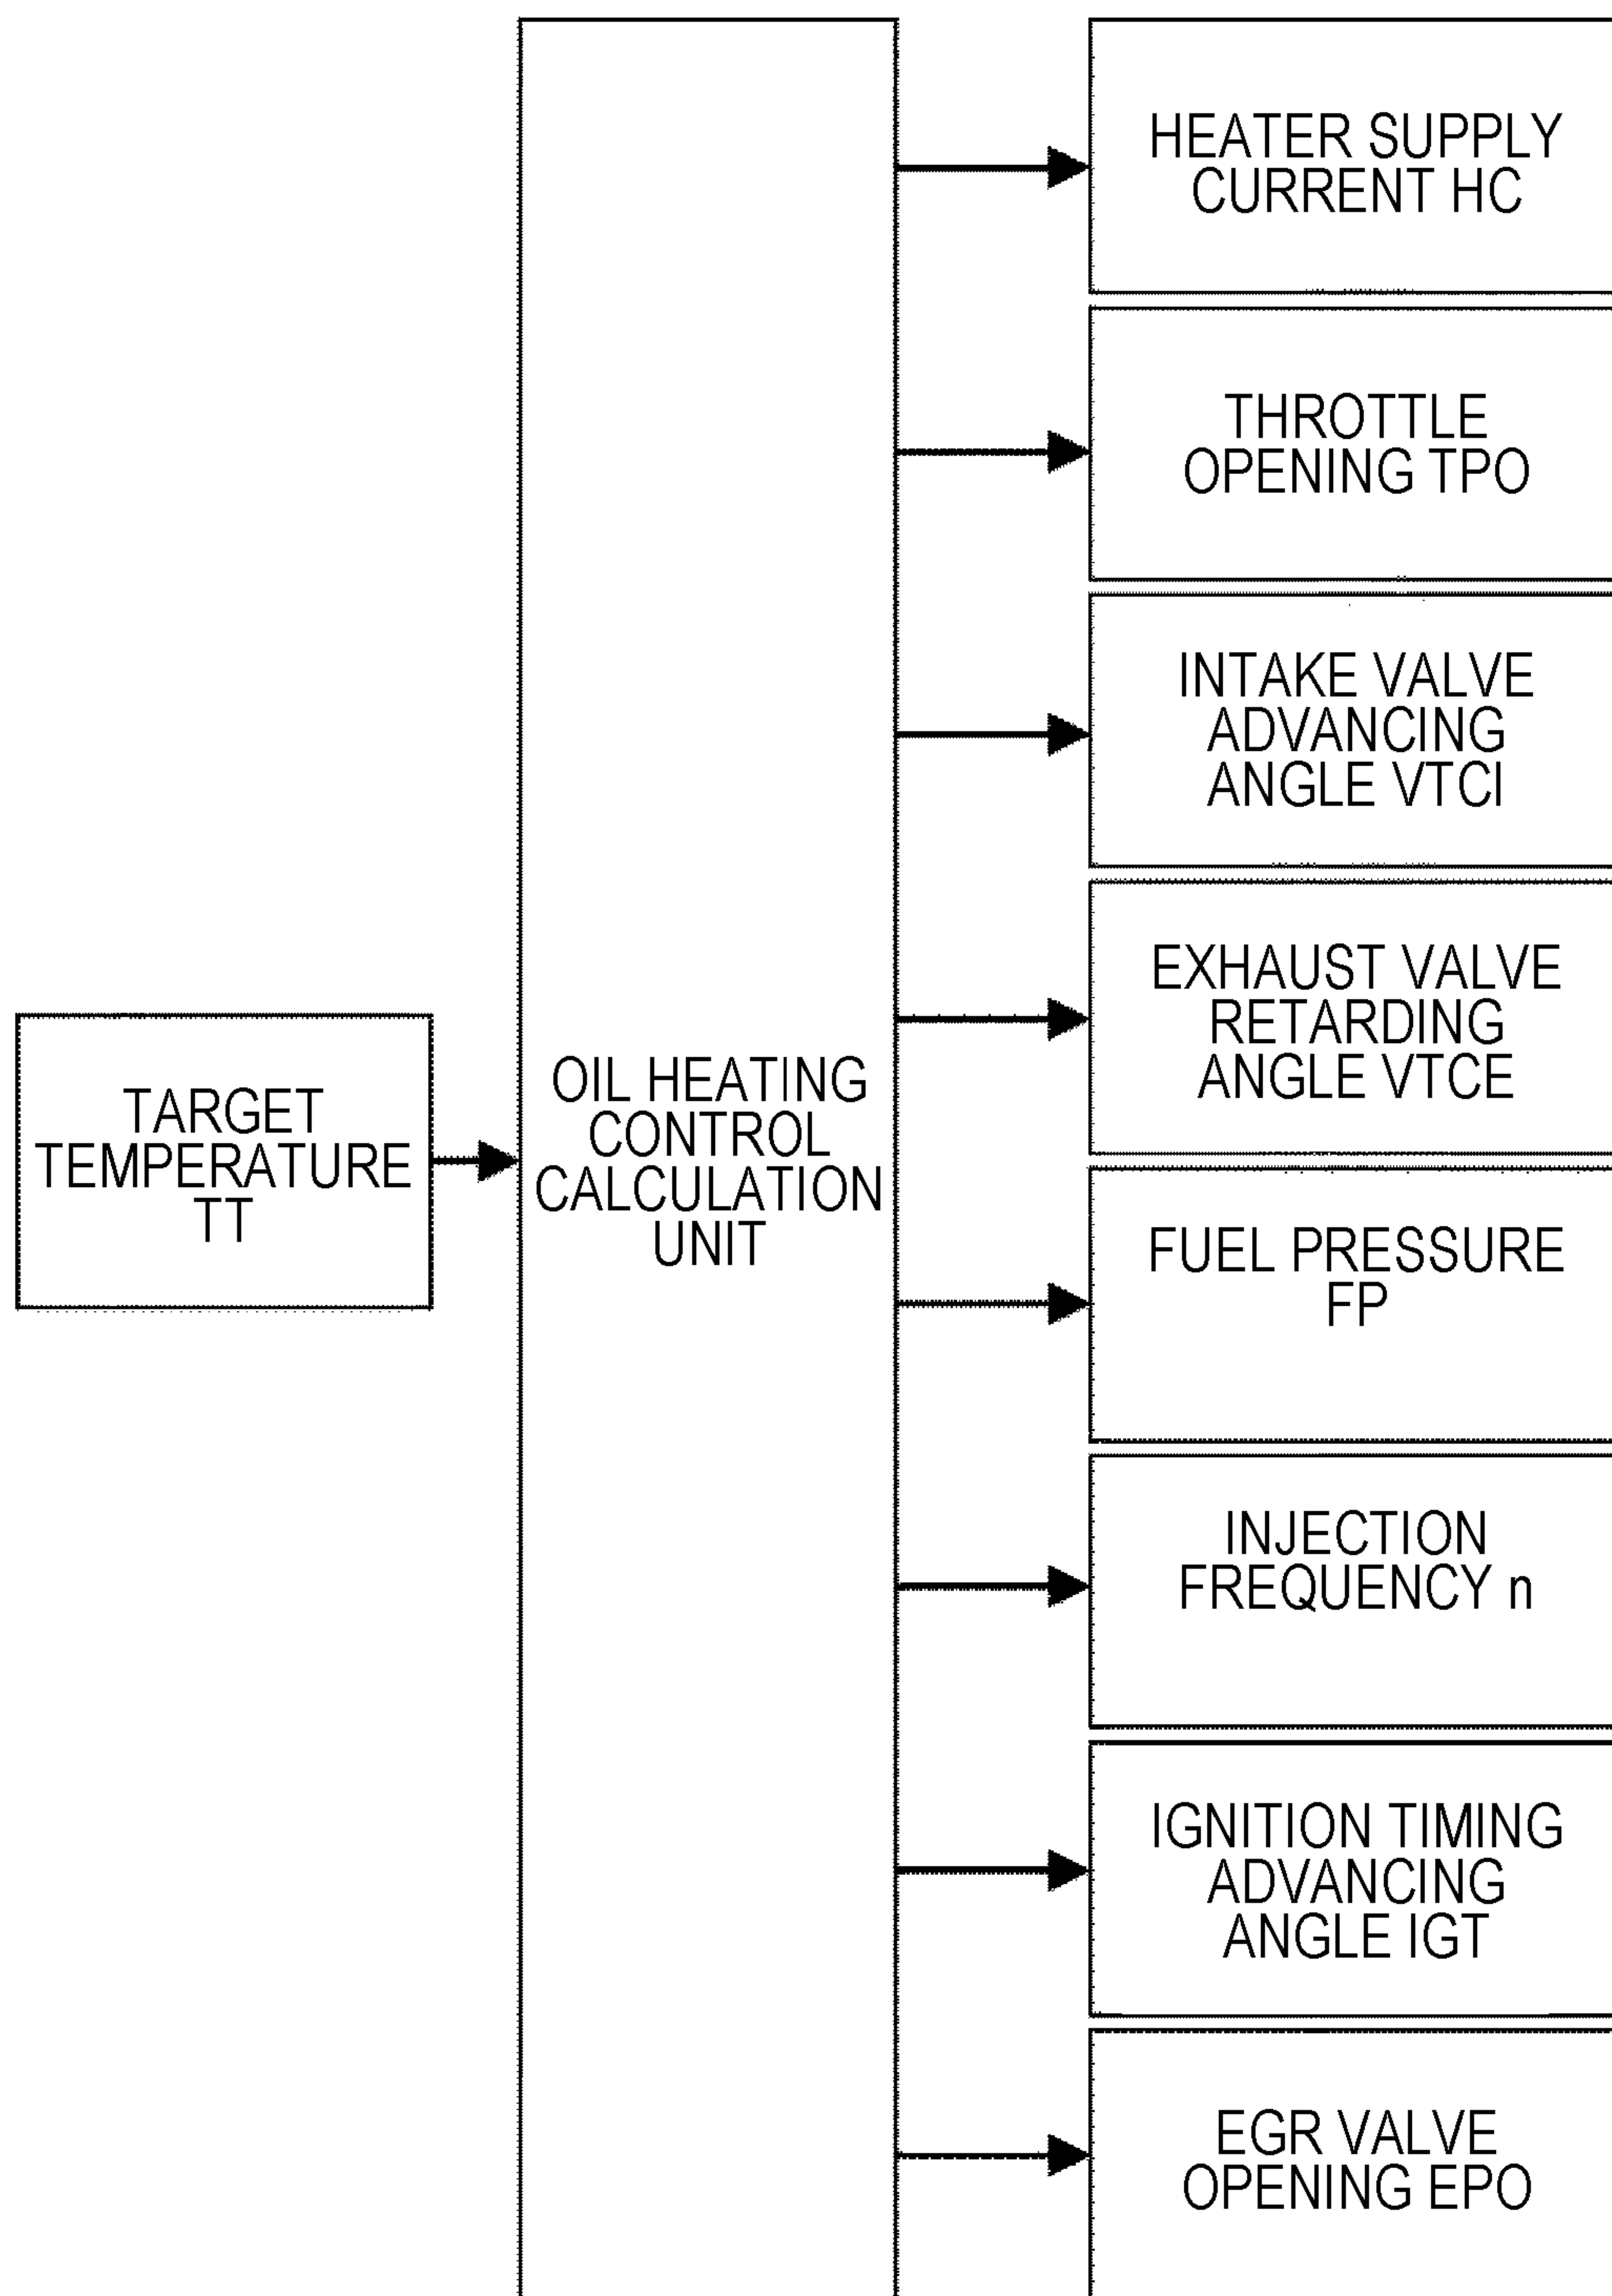 TARGET
TEMPERATURE
TT
OIL HEATING
CONTROL
CALCULATION
UNIT
HEATER SUPPLY
CURRENT HC
THROTTLE
OPENING TPO
INTAKE VALVE
ADVANCING
ANGLE VTCI
EXHAUST VALVE
RETARDING
ANGLE VTCE
FUEL PRESSURE
FP
INJECTION
FREQUENCY n
IGNITION TIMING
ADVANCING
ANGLE IGT
EGR VALVE
OPENING EPO